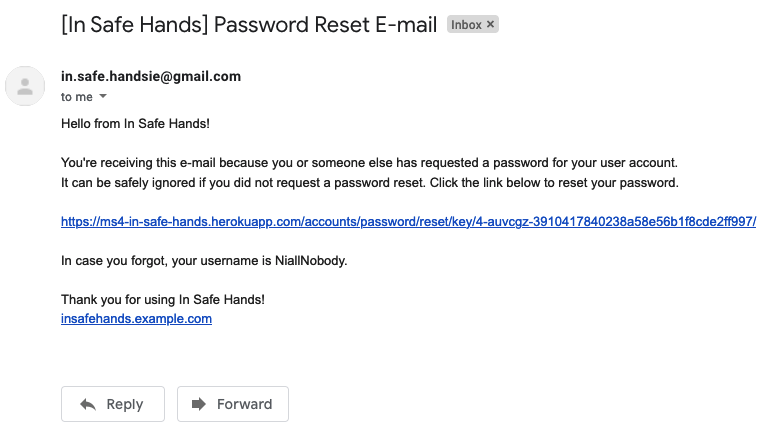 [In Safe Hands] Password Reset E-mail Inbox ×
in.safe.handsie@gmail.com
to me
Hello from In Safe Hands!
You're receiving this e-mail because you or someone else has requested a password for your user account.
It can be safely ignored if you did not request a password reset. Click the link below to reset your password.
https://ms4-in-safe-hands.herokuapp.com/accounts/password/reset/key/4-auvcgz-3910417840238a58e56b1f8cde2ff997/
In case you forgot, your username is NiallNobody.
Thank you for using In Safe Hands!
insafehands.example.com
Reply Forward